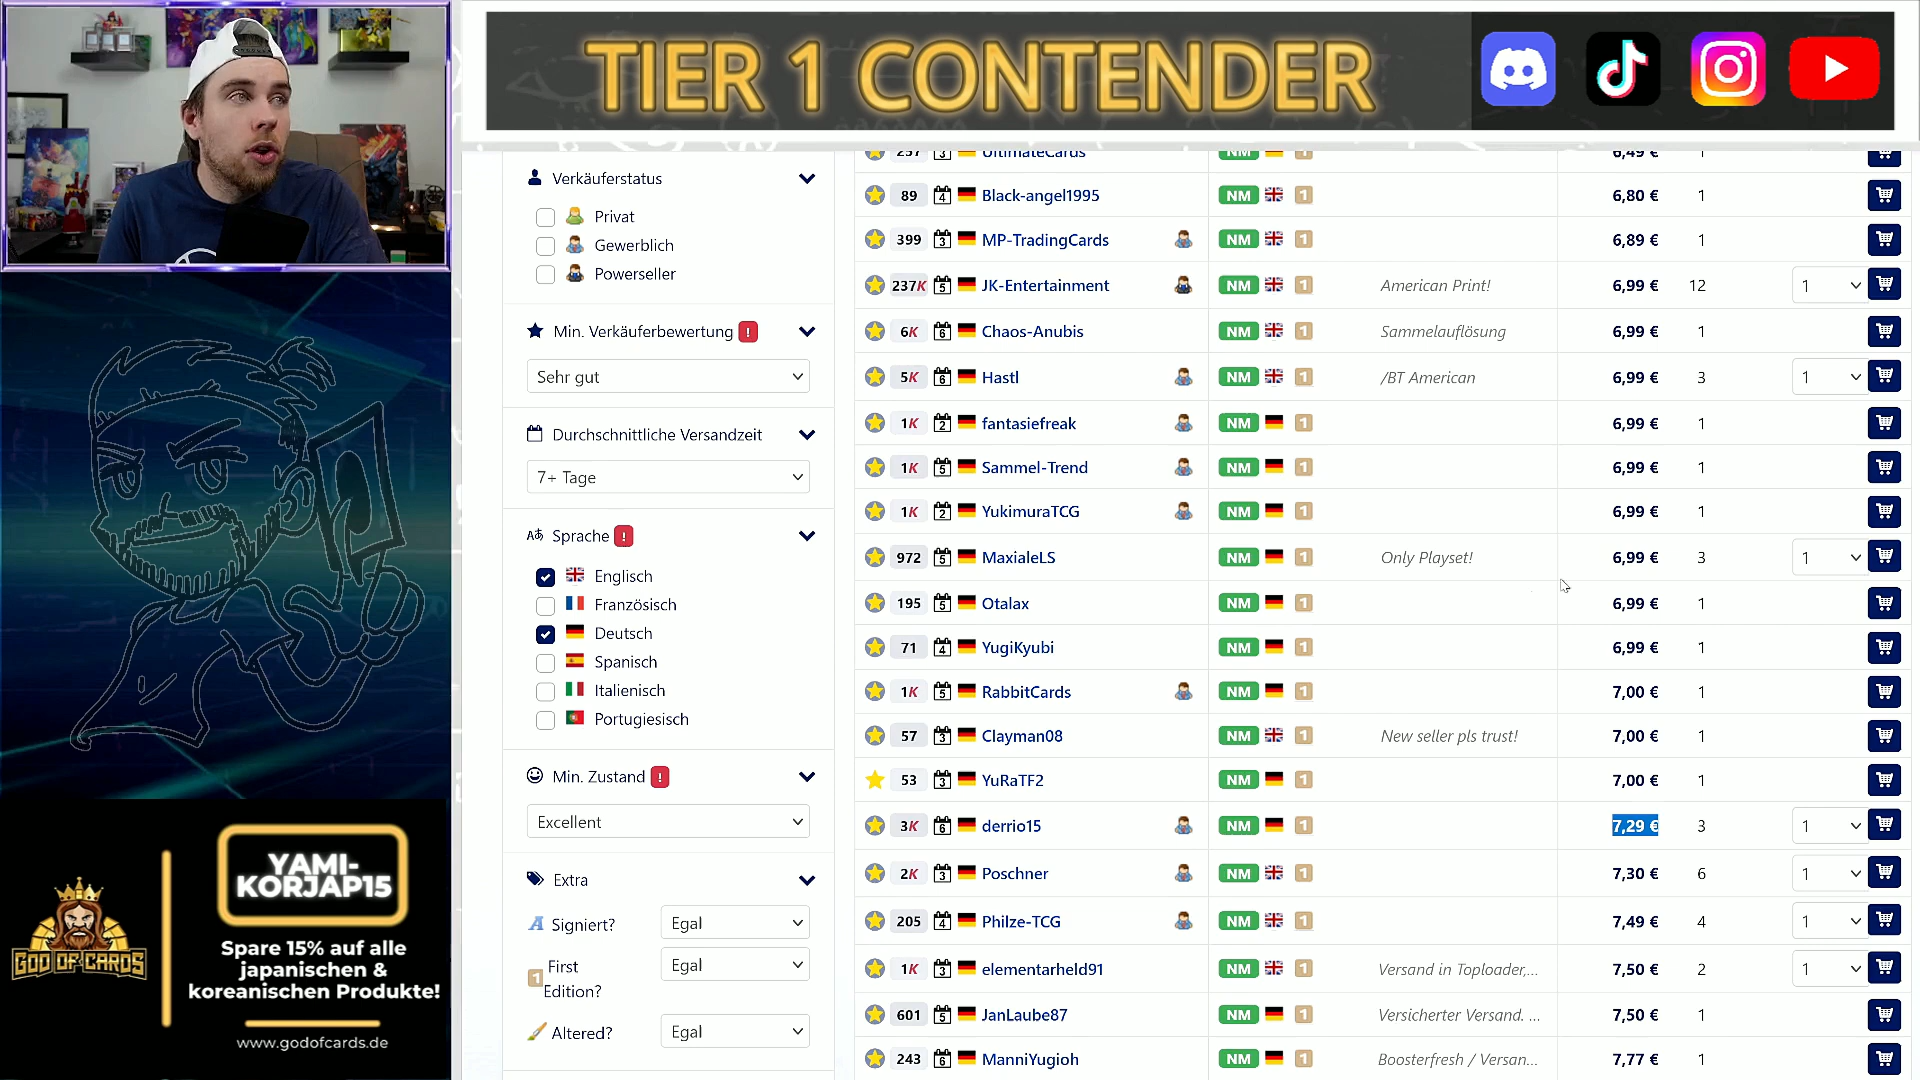 TIER 1 CONTENDER
Verkäuferstatus
Privat
Gewerblich
Powerseller
Min. Verkäuferbewertung !
Sehr gut
Durchschnittliche Versandzeit
7+ Tage
Sprache !
Englisch
Französisch
Deutsch
Spanisch
Italienisch
Portugiesisch
Min. Zustand !
Excellent
Extra
Signiert? Egal
First Edition? Egal
Altered? Egal
257 3 UltimateCards NM 1 6,49 € 1
89 4 Black-angel1995 NM 1 6,80 € 1
399 3 MP-TradingCards NM 1 6,89 € 1
237K 5 JK-Entertainment NM 1 American Print! 6,99 € 12 1
6K 6 Chaos-Anubis NM 1 Sammelauflösung 6,99 € 1
5K 6 Hastl NM 1 /BT American 6,99 € 3 1
1K 2 fantasiefreak NM 1 6,99 € 1
1K 5 Sammel-Trend NM 1 6,99 € 1
1K 2 YukimuraTCG NM 1 6,99 € 1
972 5 MaxialeLS NM 1 Only Playset! 6,99 € 3 1
195 5 Otalax NM 1 6,99 € 1
71 4 YugiKyubi NM 1 6,99 € 1
1K 5 RabbitCards NM 1 7,00 € 1
57 3 Clayman08 NM 1 New seller pls trust! 7,00 € 1
53 3 YuRaTF2 NM 1 7,00 € 1
3K 6 derrio15 NM 1 7,29 € 3 1
2K 3 Poschner NM 1 7,30 € 6 1
205 4 Philze-TCG NM 1 7,49 € 4 1
1K 3 elementarheld91 NM 1 Versand in Toploader,... 7,50 € 2 1
601 5 JanLaube87 NM 1 Versicherter Versand. ... 7,50 € 1
243 6 ManniYugioh NM 1 Boosterfresh / Versan... 7,77 € 1
GOD OF CARDS
YAMI-
KORJAP15
Spare 15% auf alle
japanischen &
koreanischen Produkte!
www.godofcards.de